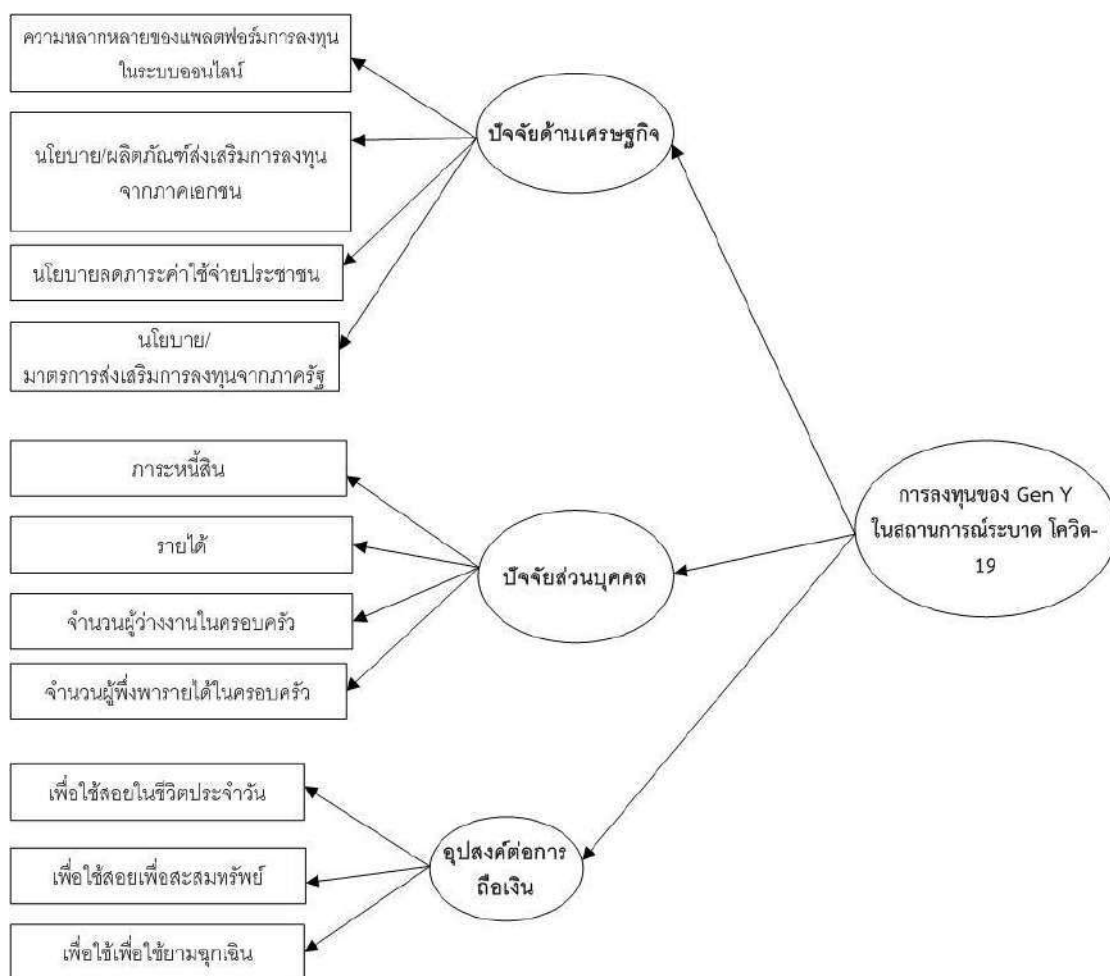 ความหลากหลายของแพลตฟอร์มการลงทุน
ในระบบออนไลน์
ปัจจัยด้านเศรษฐกิจ
นโยบาย/ผลิตภัณฑ์ส่งเสริมการลงทุน
จากภาคเอกชน
นโยบายลดภาระค่าใช้จ่ายประชาชน
นโยบาย/
มาตรการส่งเสริมการลงทุนจากภาครัฐ
ภาระหนี้สิน
รายได้
ปัจจัยส่วนบุคคล
จำนวนผู้ว่างงานในครอบครัว
จำนวนผู้พึ่งพารายได้ในครอบครัว
การลงทุนของ Gen Y
ในสถานการณ์ระบาด โควิด-
19
เพื่อใช้สอยในชีวิตประจำวัน
เพื่อใช้สอยเพื่อสะสมทรัพย์
เพื่อใช้เพื่อใช้ยามฉุกเฉิน
อุปสงค์ต่อการ
ถือเงิน